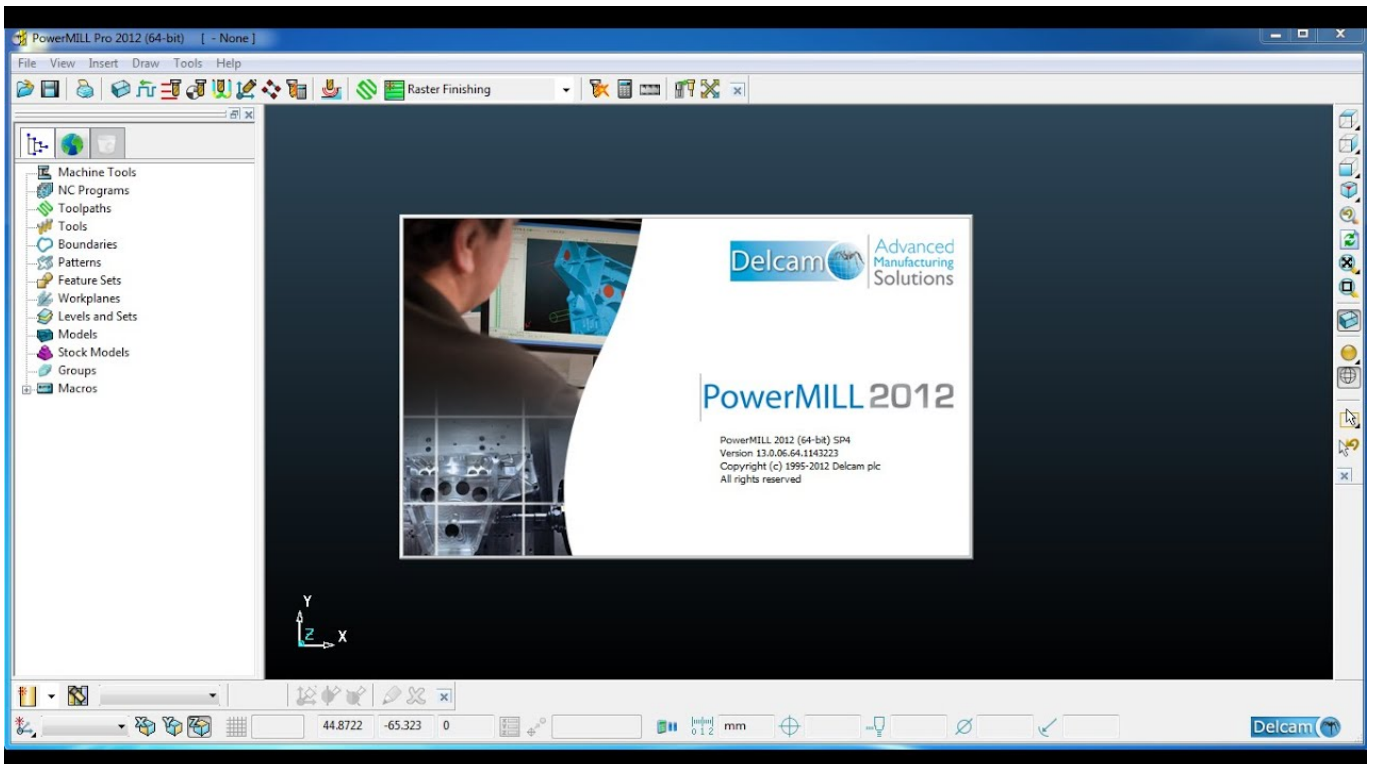 PowerMILL Pro 2012 (64-bit) [ - None ]
File View Insert Draw Tools Help
Raster Finishing
Machine Tools
NC Programs
Toolpaths
Tools
Boundaries
Patterns
Feature Sets
Workplanes
Levels and Sets
Models
Stock Models
Groups
Macros
Delcam
Advanced
Manufacturing
Solutions
PowerMILL 2012
PowerMILL 2012 (64-bit) SP4
Version 13.0.06.64.1143223
Copyright (c) 1995-2012 Delcam plc
All rights reserved
Y
Z X
44.8722 -65.323 0 mm
0 1 2
Delcam